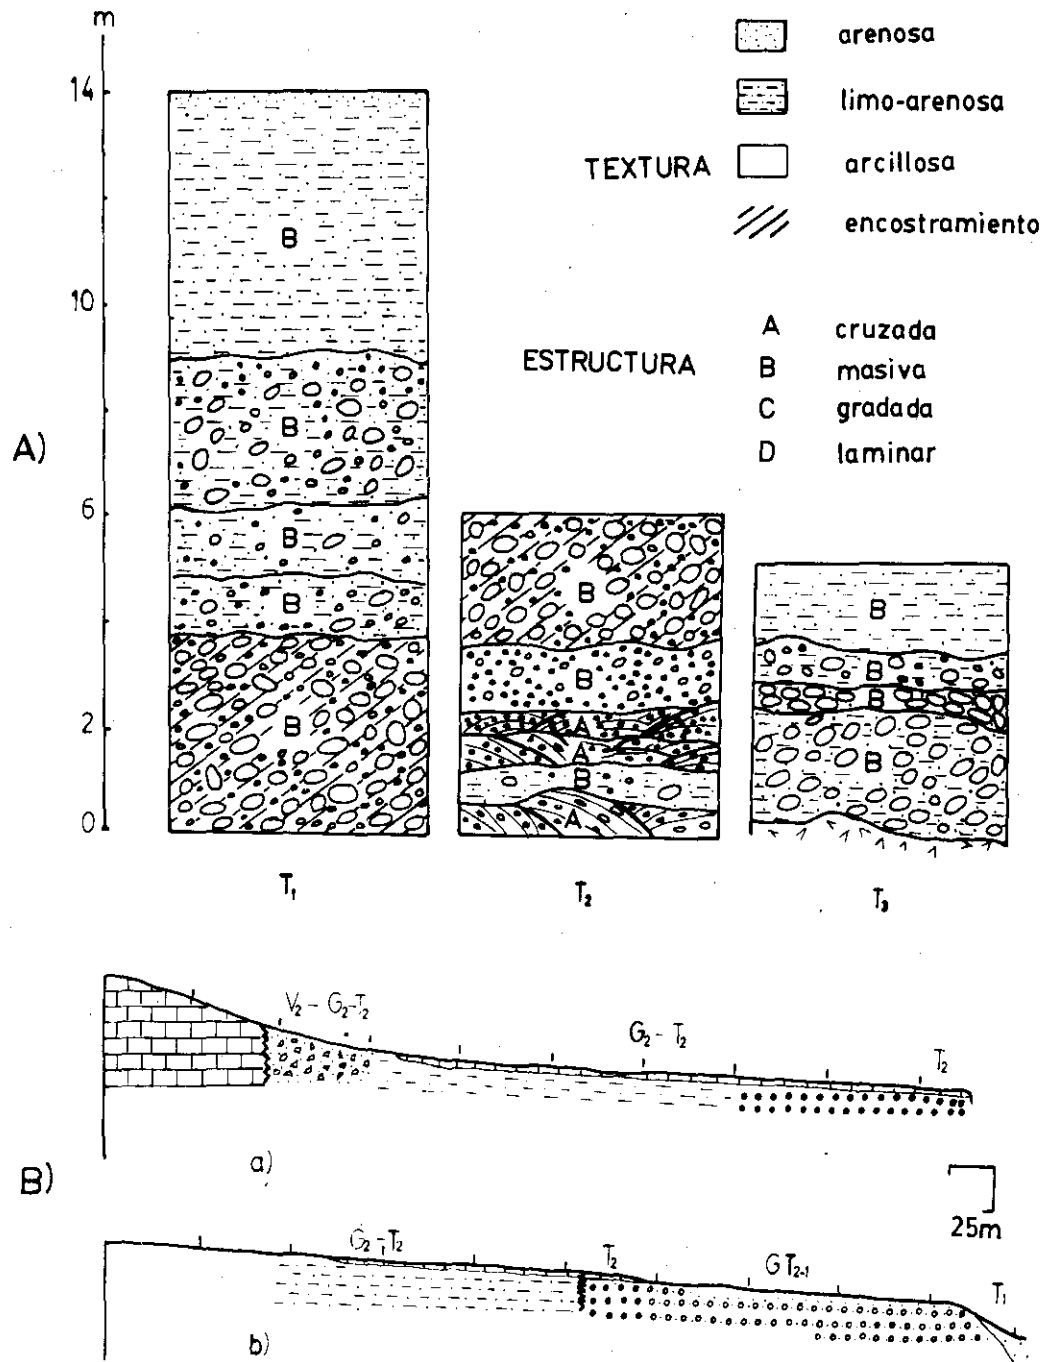 m
14
10
6
2
0
A)
arenosa
limo-arenosa
TEXTURA
arcillosa
encostramiento
ESTRUCTURA
A cruzada
B masiva
C gradada
D laminar
B
B
B
B
B
B
B
A
A
B
A
B
B
B
B
T₁
T₂
T₃
B)
V₂ - G₂ - T₂
G₂ - T₂
T₂
a)
25m
G₂ - T₂
T₂
G T₂₋₁
T₁
b)